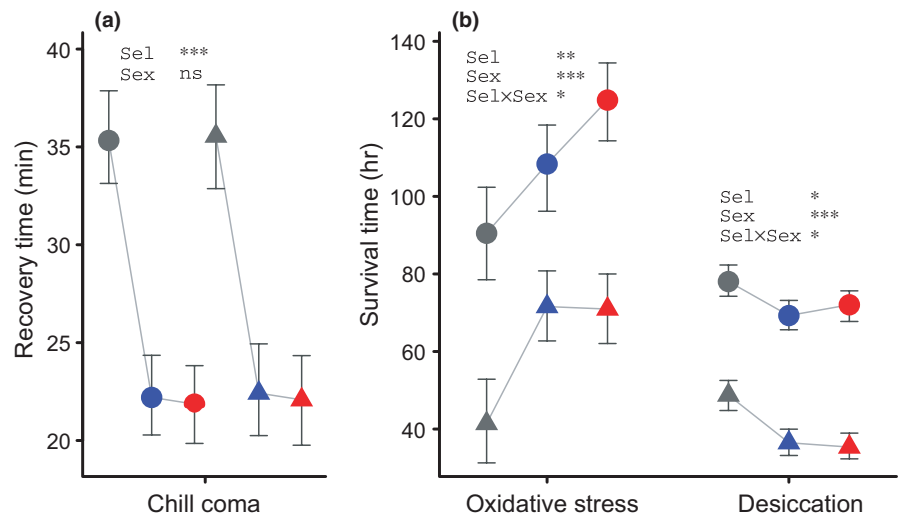 (a)
Sel ***
Sex ns
40
35
30
25
20
Recovery time (min)
Chill coma
(b)
Sel **
Sex ***
Sel×Sex *
Sel *
Sex ***
Sel×Sex *
140
120
100
80
60
40
Survival time (hr)
Oxidative stress
Desiccation